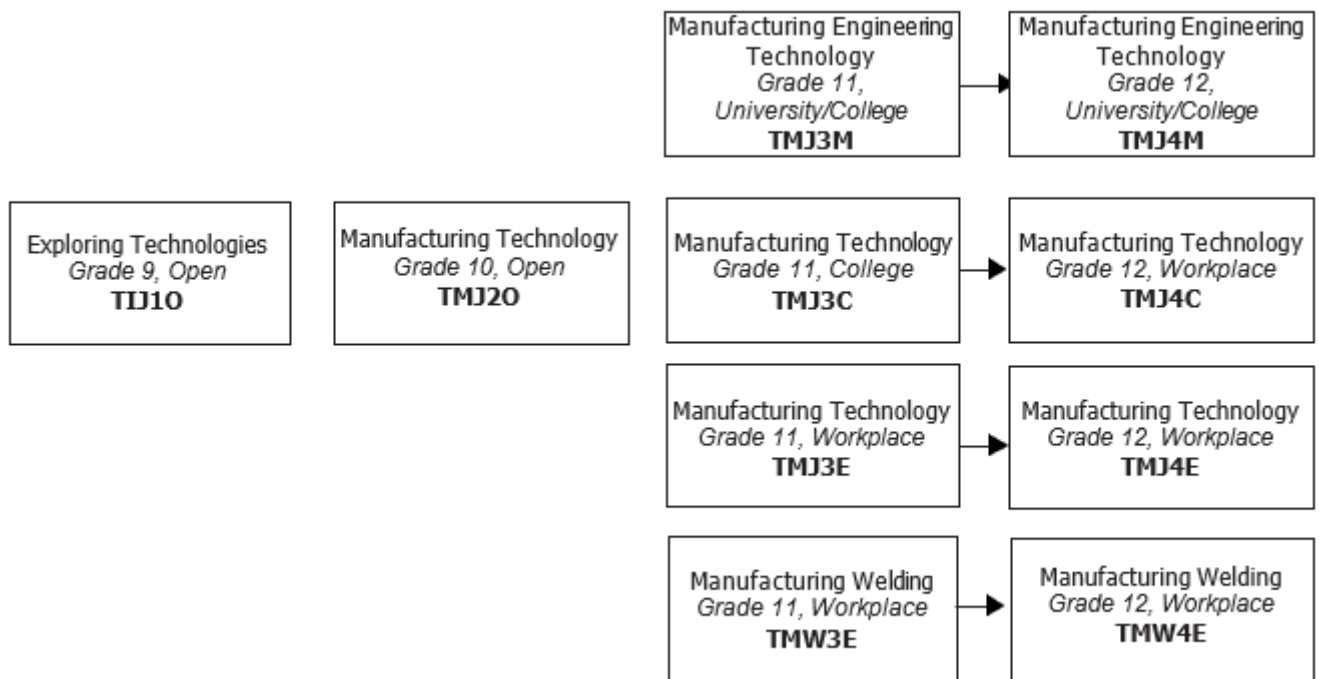 Manufacturing Engineering
Technology
Grade 11,
University/College
TMJ3M
Manufacturing Engineering
Technology
Grade 12,
University/College
TMJ4M
Exploring Technologies
Grade 9, Open
TIJ1O
Manufacturing Technology
Grade 10, Open
TMJ2O
Manufacturing Technology
Grade 11, College
TMJ3C
Manufacturing Technology
Grade 12, Workplace
TMJ4C
Manufacturing Technology
Grade 11, Workplace
TMJ3E
Manufacturing Technology
Grade 12, Workplace
TMJ4E
Manufacturing Welding
Grade 11, Workplace
TMW3E
Manufacturing Welding
Grade 12, Workplace
TMW4E